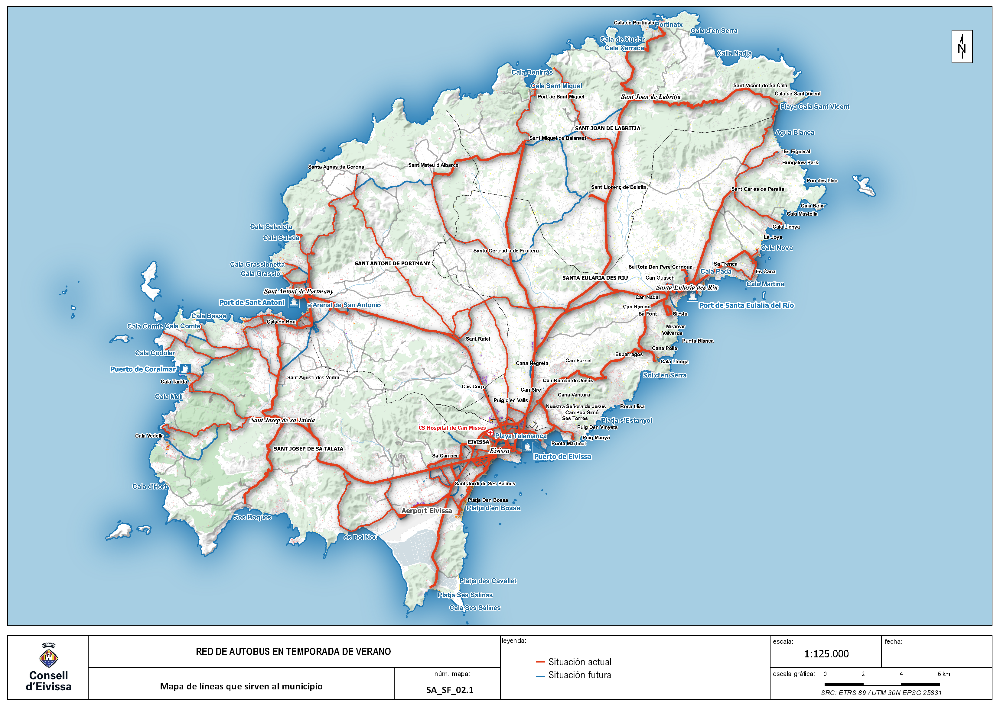 Cala de Portinatx
Portinatx
Cala d'en Serra
Cala de Xuclar
Cala Xarraca
Calla Nadja
N
Cala Benirràs
Cala Sant Miquel
Port de Sant Miquel
Sant Joan de Labritja
Sant Vicent de Sa Cala
Cala de Sant Vicent
Playa Cala Sant Vicent
SANT JOAN DE LABRITJA
Agua Blanca
Sant Miquel de Balansat
Es Figueral
Bungalow Park
Santa Agnes de Corona
Sant Mateu d'Albarca
Pou des Lleo
Sant Llorenç de Balàfia
Sant Carles de Peralta
Cala Boix
Cala Mastella
Cala Llenya
Cala Saladeta
Cala Salada
La Joya
Cala Nova
Santa Gertrudis de Fruitera
Cala Grassionetta
Cala Grassio
SANT ANTONI DE PORTMANY
Sa Rota Den Pere Cardona
Sa Trenca
Cala Pada
Es Cana
SANTA EULÀRIA DES RIU
Can Guasch
Cala Martina
Santa Eulària des Riu
Sant Antoni de Portmany
Port de Sant Antoni
s'Arenal de San Antonio
Can Nadal
Port de Santa Eulalia del Río
Can Ramon
Sa Font
Siesta
Cala Bassa
Cala de Bou
Cala Comte
Cala Comte
Miramar
Valverde
Punta Blanca
Sant Rafel
Cana Polla
Cala Codolar
Espárragos
Cala Llonga
Puerto de Coralmar
Cana Negreta
Can Fornet
Sol d'en Serra
Sant Agusti des Vedrà
Cala Tarida
Cas Corp
Can Ramón de Jesús
Can Sire
Cala Molí
Cana Ventura
Puig d'en Valls
Nuestra Señora de Jesus
Roca Llisa
Can Pep Simó
Ses Torres
Platja s'Estanyol
Sant Josep de sa Talaia
CS Hospital de Can Misses
Puig Den Vinyets
Cala Vedella
Playa Talamanca
Puig Manyá
EIVISSA
Punta Martinet
SANT JOSEP DE SA TALAIA
Eivissa
Sa Carroca
Puerto de Eivissa
Cala d'Hort
Sant Jordi de Ses Salines
Platja Den Bossa
Platja d'en Bossa
Aerport Eivissa
Ses Boques
es Bol Nou
Platja des Cavallet
Platja Ses Salinas
Cala Ses Salines
Consell
d'Eivissa
RED DE AUTOBUS EN TEMPORADA DE VERANO
Mapa de líneas que sirven al municipio
núm. mapa:
SA_SF_02.1
leyenda:
Situación actual
Situación futura
escala:
1:125.000
fecha:
escala gráfica: 0 2 4 6 km
SRC: ETRS 89 / UTM 30N EPSG 25831